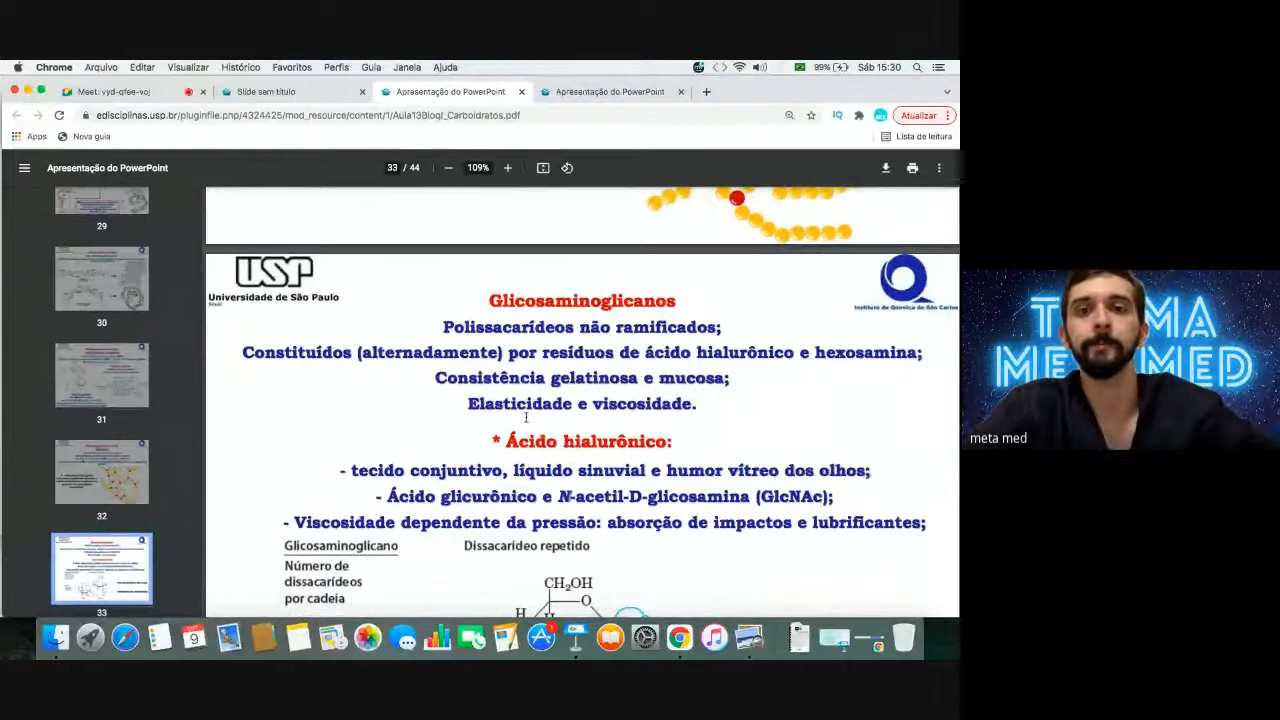 Chrome Arquivo Editar Visualizar Histórico Favoritos Perfis Guia Janela Ajuda 99% Sáb 15:30
Meet: yyd-qfee-voj Slide sem título Apresentação do PowerPoint Apresentação do PowerPoint
edisciplinas.usp.br/pluginfile.php/4324425/mod_resource/content/1/Aula13BioqI_Carboidratos.pdf Atualizar
Apps Nova guia Lista de leitura
Apresentação do PowerPoint 33 / 44 109%
29
30
31
32
33
USP
Universidade de São Paulo
Brasil
Instituto de Química de São Carlos
Glicosaminoglicanos
Polissacarídeos não ramificados;
Constituídos (alternadamente) por resíduos de ácido hialurônico e hexosamina;
Consistência gelatinosa e mucosa;
Elasticidade e viscosidade.
* Ácido hialurônico:
- tecido conjuntivo, líquido sinuvial e humor vítreo dos olhos;
- Ácido glicurônico e N-acetil-D-glicosamina (GlcNAc);
- Viscosidade dependente da pressão: absorção de impactos e lubrificantes;
Glicosaminoglicano Dissacarídeo repetido
Número de
dissacarídeos
por cadeia
CH₂OH
O
H
H
meta med